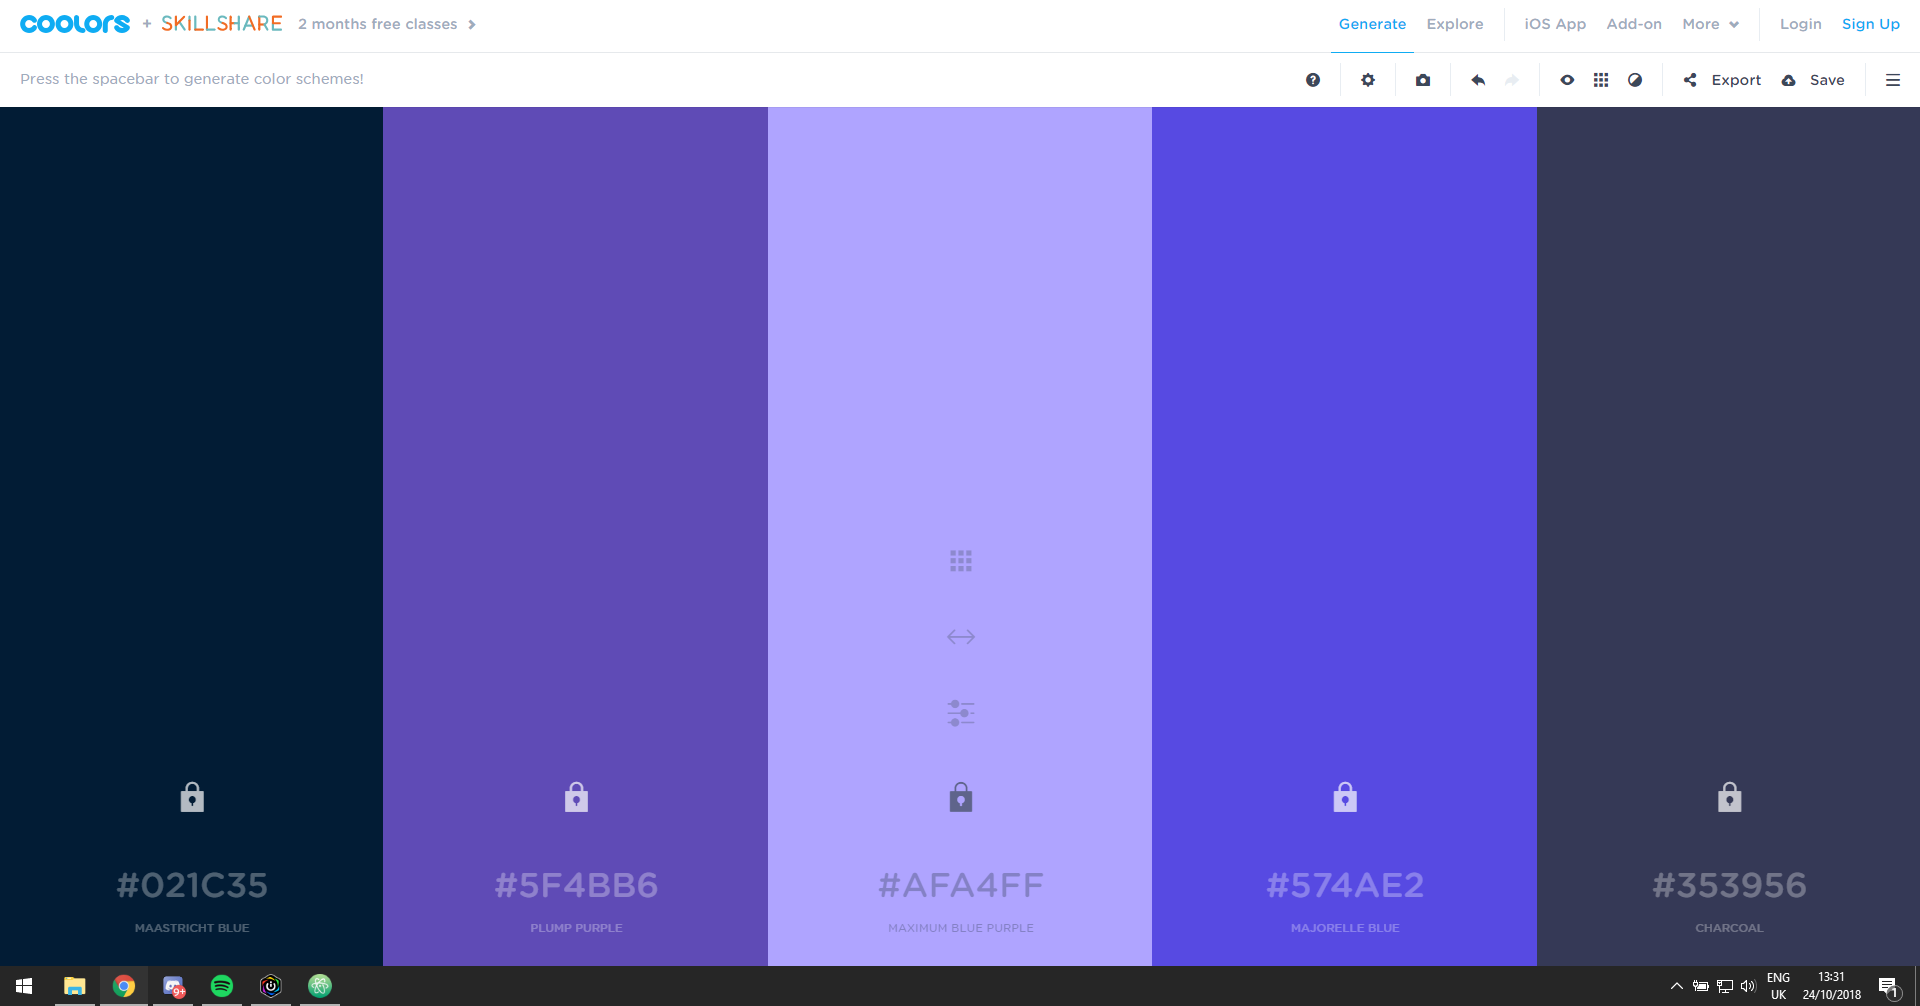 coolors + SKILLSHARE 2 months free classes
Generate Explore iOS App Add-on More Login Sign Up
Press the spacebar to generate color schemes!
Export Save
#021C35 #5F4BB6 #AFA4FF #574AE2 #353956
MAASTRICHT BLUE PLUMP PURPLE MAXIMUM BLUE PURPLE MAJORELLE BLUE CHARCOAL
9+
ENG 13:31
UK 24/10/2018
1